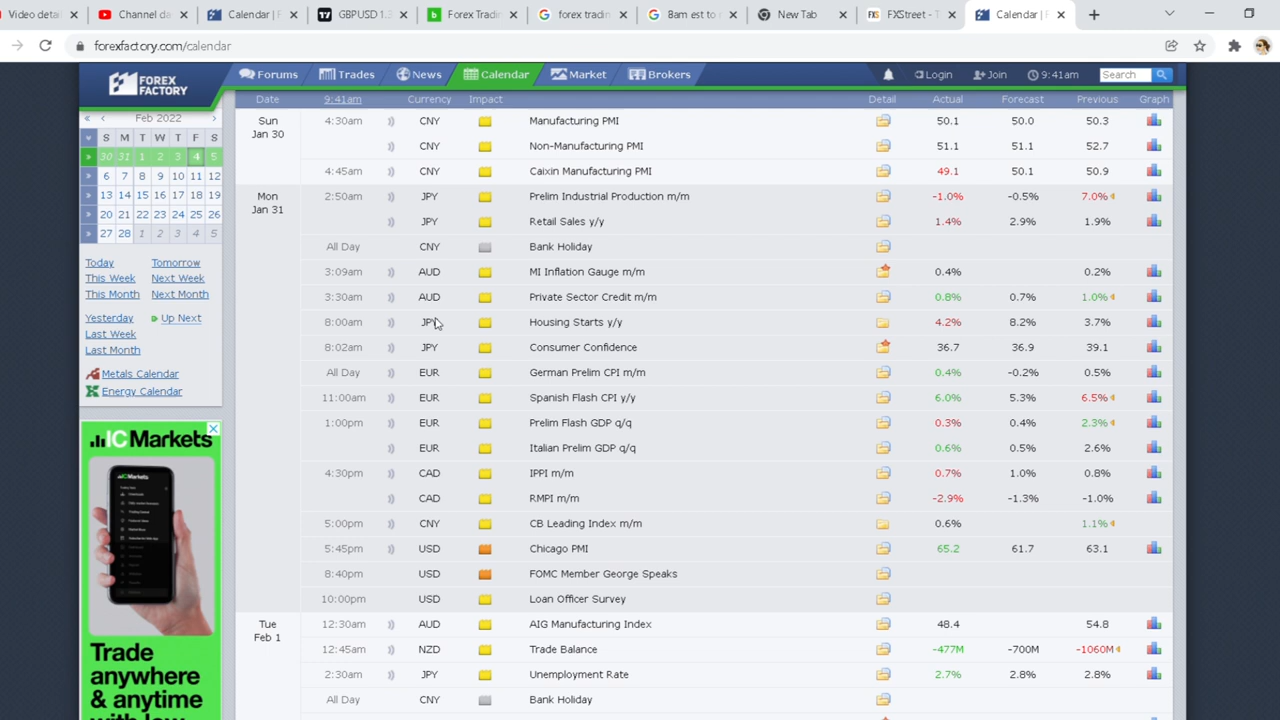 Video detai
Channel da
Calendar | F
GBPUSD 1.3
Forex Tradin
forex tradi
8am est to n
New Tab
FXStreet - T
Calendar | F
forexfactory.com/calendar
FOREX FACTORY
Forums
Trades
News
Calendar
Market
Brokers
Login
Join
9:41am
Search
Feb 2022
S M T W T F S
30 31 1 2 3 4 5
6 7 8 9 10 11 12
13 14 15 16 17 18 19
20 21 22 23 24 25 26
27 28 1 2 3 4 5
Today Tomorrow
This Week Next Week
This Month Next Month
Yesterday Up Next
Last Week
Last Month
Metals Calendar
Energy Calendar
IC Markets
Trade
anywhere
& anytime
Date 9:41am Currency Impact Detail Actual Forecast Previous Graph
Sun Jan 30 4:30am CNY Manufacturing PMI 50.1 50.0 50.3
CNY Non-Manufacturing PMI 51.1 51.1 52.7
4:45am CNY Caixin Manufacturing PMI 49.1 50.1 50.9
Mon Jan 31 2:50am JPY Prelim Industrial Production m/m -1.0% -0.5% 7.0%
JPY Retail Sales y/y 1.4% 2.9% 1.9%
All Day CNY Bank Holiday
3:09am AUD MI Inflation Gauge m/m 0.4% 0.2%
3:30am AUD Private Sector Credit m/m 0.8% 0.7% 1.0%
8:00am JPY Housing Starts y/y 4.2% 8.2% 3.7%
8:02am JPY Consumer Confidence 36.7 36.9 39.1
All Day EUR German Prelim CPI m/m 0.4% -0.2% 0.5%
11:00am EUR Spanish Flash CPI y/y 6.0% 5.3% 6.5%
1:00pm EUR Prelim Flash GDP q/q 0.3% 0.4% 2.3%
EUR Italian Prelim GDP q/q 0.6% 0.5% 2.6%
4:30pm CAD IPPI m/m 0.7% 1.0% 0.8%
CAD RMPI m/m -2.9% -1.3% -1.0%
5:00pm CNY CB Leading Index m/m 0.6% 1.1%
5:45pm USD Chicago PMI 65.2 61.7 63.1
8:40pm USD FOMC Member George Speaks
10:00pm USD Loan Officer Survey
Tue Feb 1 12:30am AUD AIG Manufacturing Index 48.4 54.8
12:45am NZD Trade Balance -477M -700M -1060M
2:30am JPY Unemployment Rate 2.7% 2.8% 2.8%
All Day CNY Bank Holiday